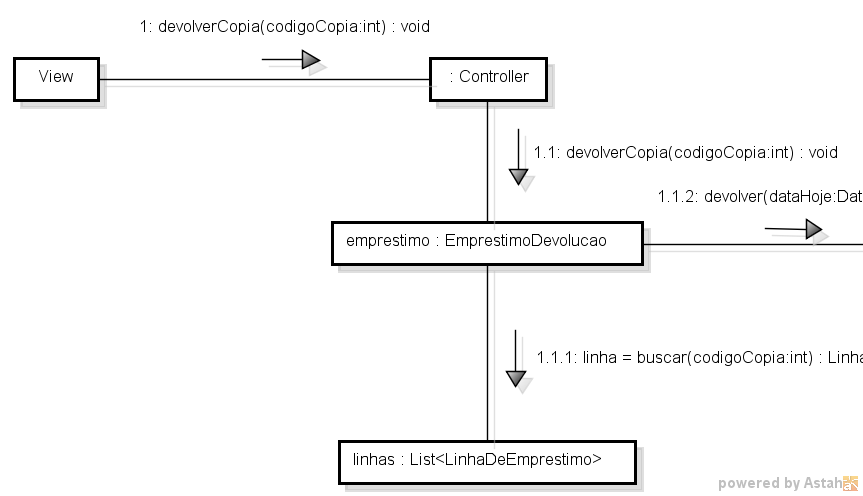 1: devolverCopia(codigoCopia:int) : void
View
: Controller
1.1: devolverCopia(codigoCopia:int) : void
1.1.2: devolver(dataHoje:Dat
emprestimo : EmprestimoDevolucao
1.1.1: linha = buscar(codigoCopia:int) : Linha
linhas : List<LinhaDeEmprestimo>
powered by Astah